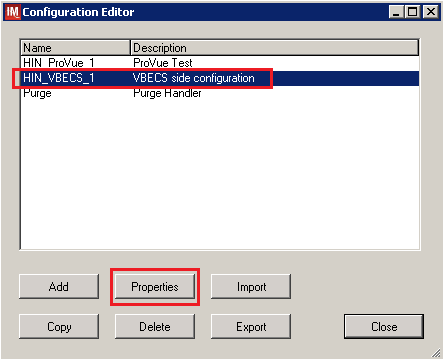 IM Configuration Editor
Name Description
HIN_ProVue_1 ProVue Test
HIN_VBECS_1 VBECS side configuration
Purge Purge Handler
Add Properties Import
Copy Delete Export Close